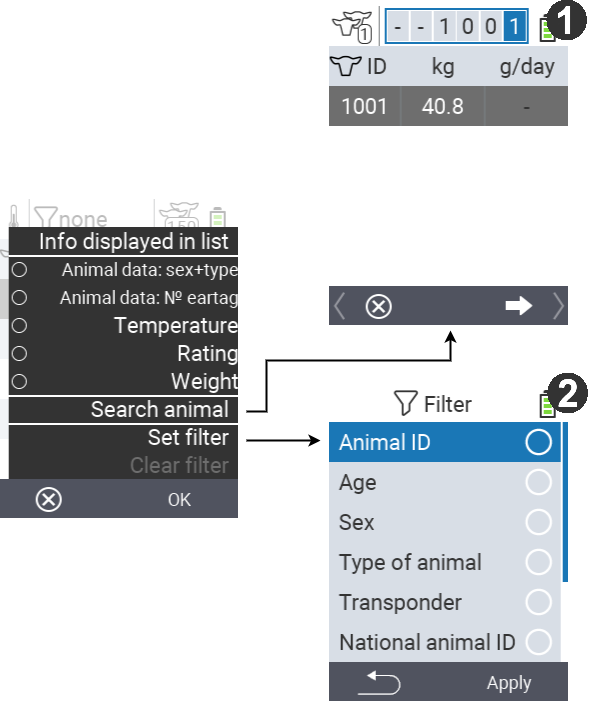 1
1
- - 1 0 0 1
ID kg g/day
1001 40.8 -
none
150
Info displayed in list
Animal data: sex+type
Animal data: Nº eartag
Temperature
Rating
Weight
Search animal
Set filter
Clear filter
OK
2
Filter
Animal ID
Age
Sex
Type of animal
Transponder
National animal ID
Apply